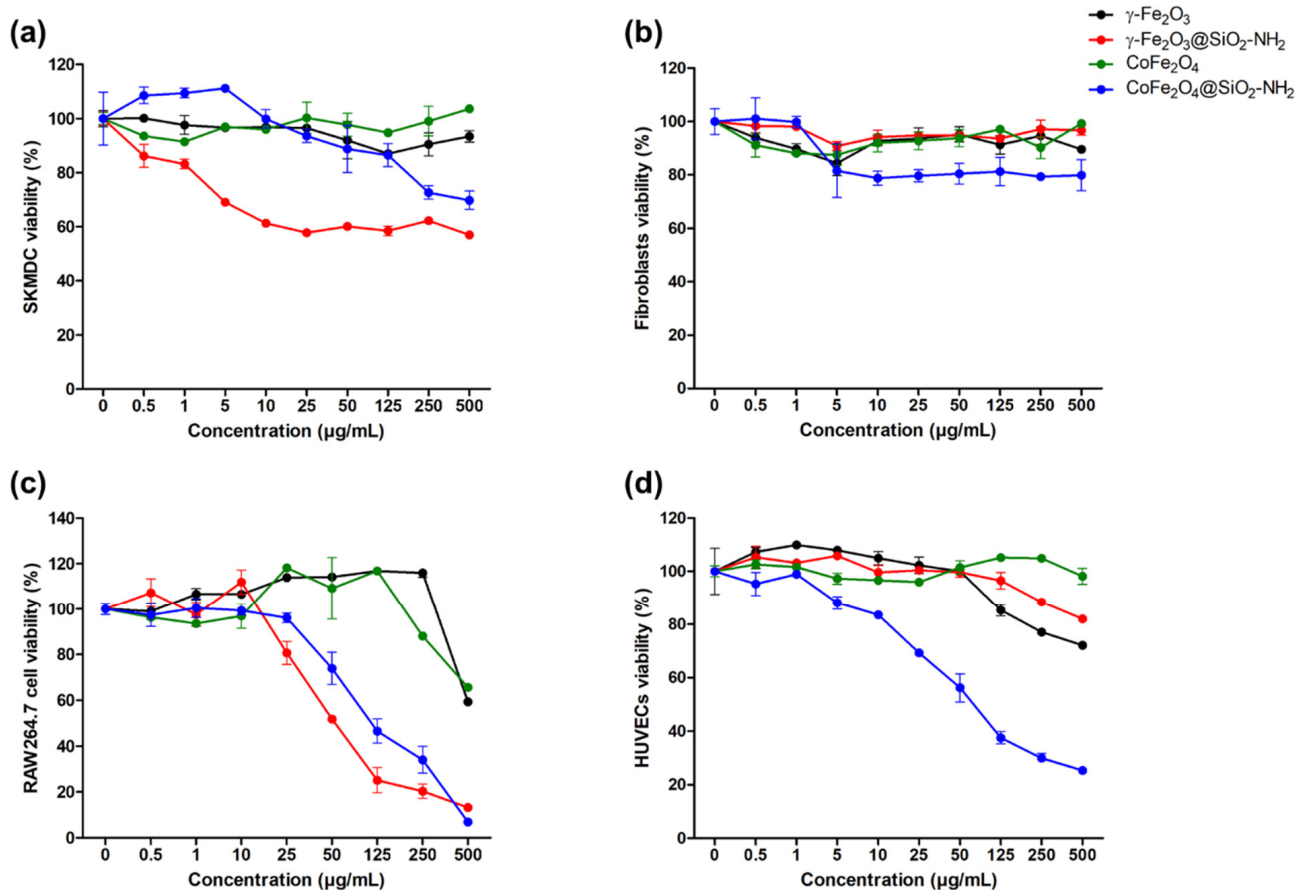 (a)
120
100
80
60
40
20
0
SKMDC viability (%)
0 0.5 1 5 10 25 50 125 250 500
Concentration (µg/mL)
(b)
120
100
80
60
40
20
0
Fibroblasts viability (%)
0 0.5 1 5 10 25 50 125 250 500
Concentration (µg/mL)
γ-Fe₂O₃
γ-Fe₂O₃@SiO₂-NH₂
CoFe₂O₄
CoFe₂O₄@SiO₂-NH₂
(c)
140
120
100
80
60
40
20
0
RAW264.7 cell viability (%)
0 0.5 1 10 25 50 125 250 500
Concentration (µg/mL)
(d)
120
100
80
60
40
20
0
HUVECs viability (%)
0 0.5 1 5 10 25 50 125 250 500
Concentration (µg/mL)